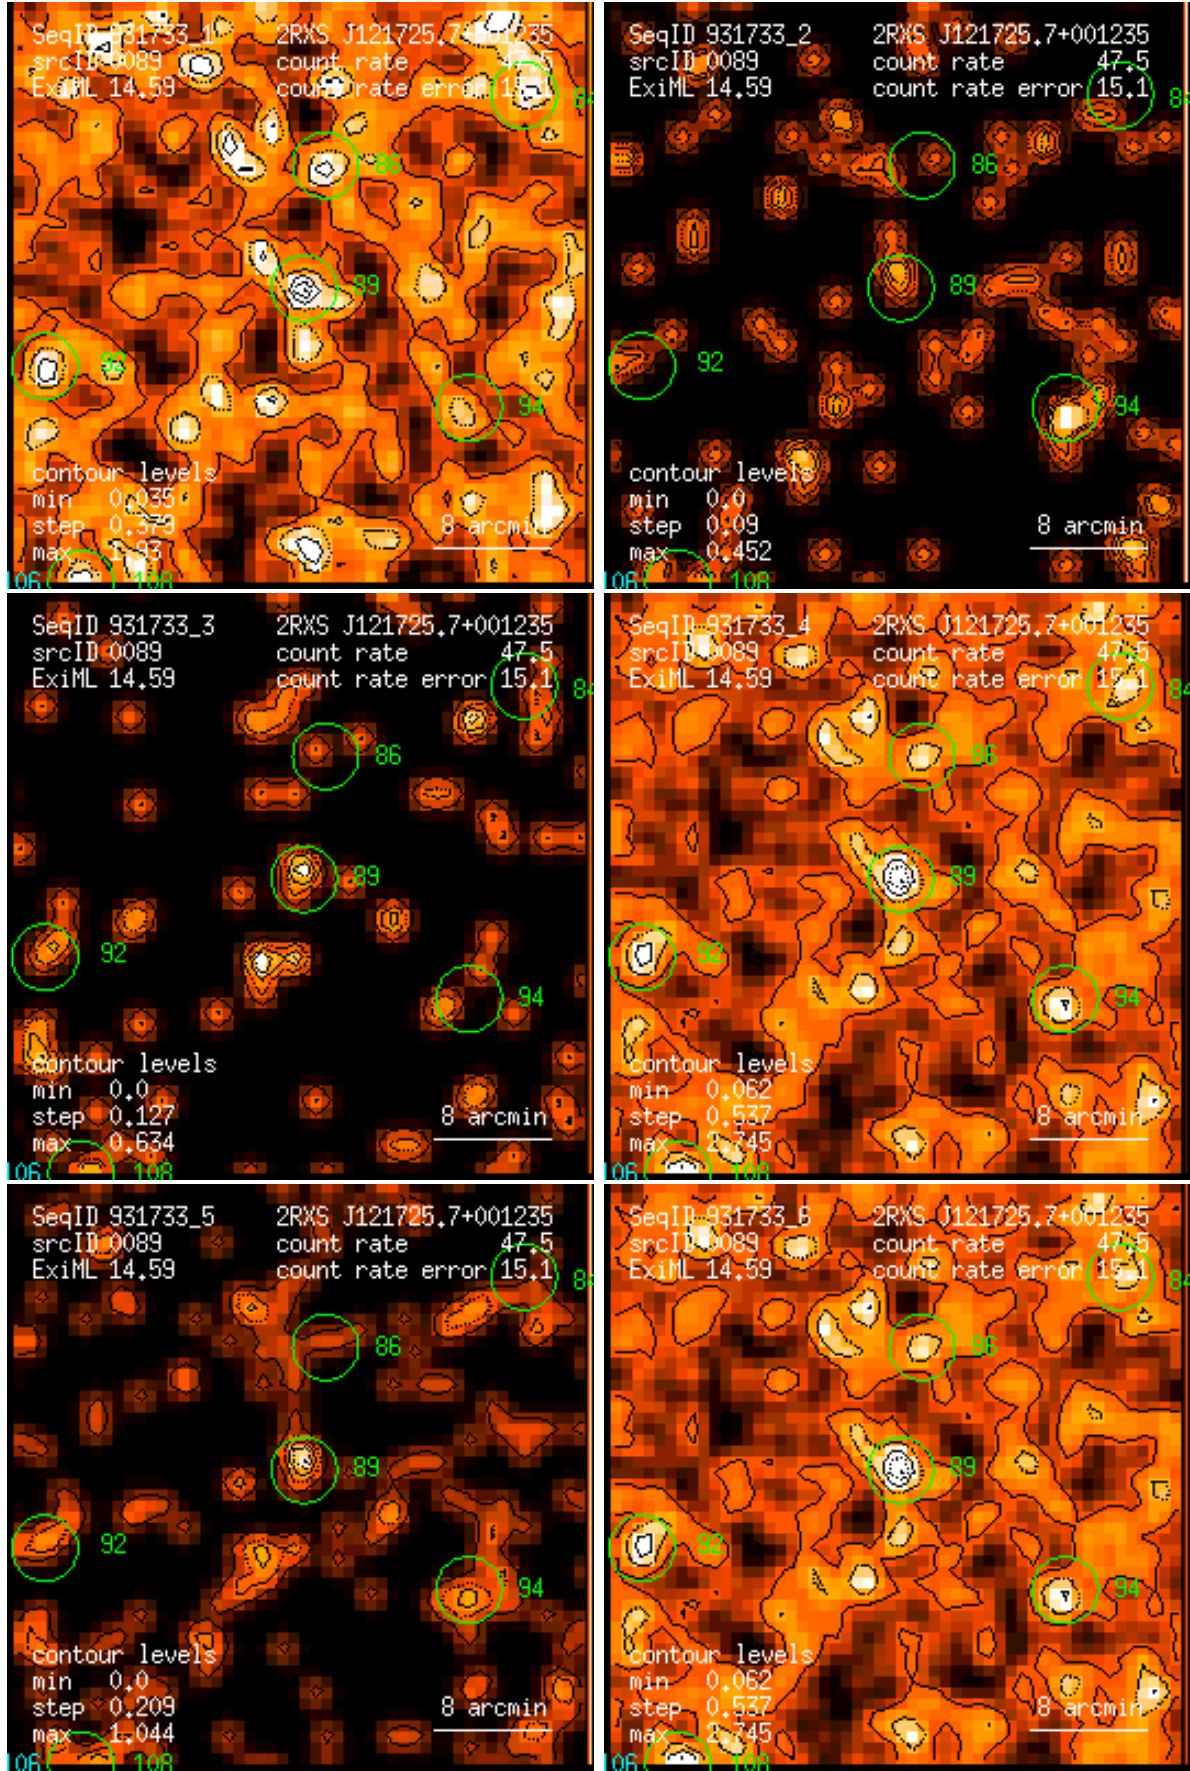 SeqID 931733_1 2RXS J121725.7+001235
srcID 0089 count rate 47.5
ExiML 14.59 count rate error 15.1
84
86
89
92
94
contour levels
min 0.035
step 0.379
max 1.93
8 arcmin
106 108
SeqID 931733_2 2RXS J121725.7+001235
srcID 0089 count rate 47.5
ExiML 14.59 count rate error 15.1
84
86
89
92
94
contour levels
min 0.0
step 0.09
max 0.452
8 arcmin
106 108
SeqID 931733_3 2RXS J121725.7+001235
srcID 0089 count rate 47.5
ExiML 14.59 count rate error 15.1
84
86
89
92
94
contour levels
min 0.0
step 0.127
max 0.634
8 arcmin
106 108
SeqID 931733_4 2RXS J121725.7+001235
srcID 0089 count rate 47.5
ExiML 14.59 count rate error 15.1
84
86
89
92
94
contour levels
min 0.062
step 0.537
max 2.745
8 arcmin
106 108
SeqID 931733_5 2RXS J121725.7+001235
srcID 0089 count rate 47.5
ExiML 14.59 count rate error 15.1
84
86
89
92
94
contour levels
min 0.0
step 0.209
max 1.044
8 arcmin
106 108
SeqID 931733_6 2RXS J121725.7+001235
srcID 0089 count rate 47.5
ExiML 14.59 count rate error 15.1
84
86
89
92
94
contour levels
min 0.062
step 0.537
max 2.745
8 arcmin
106 108